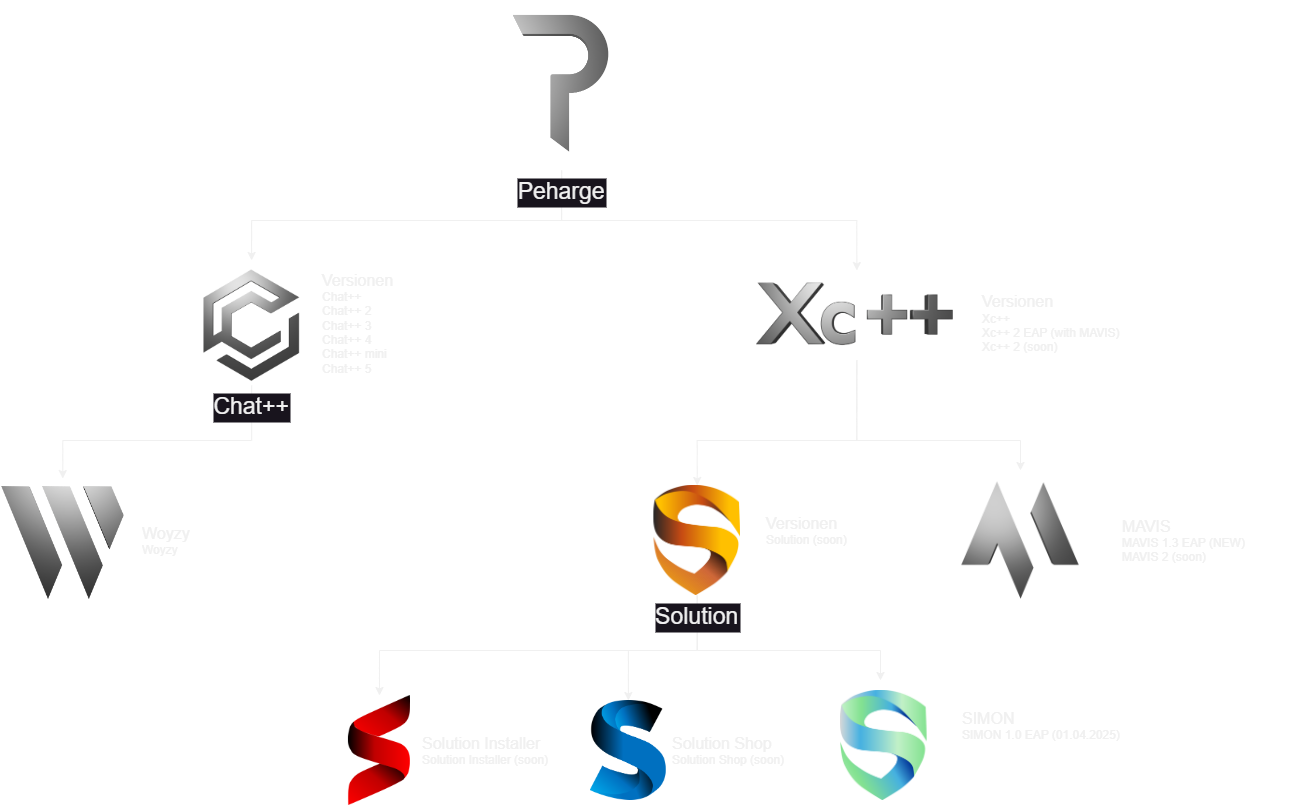 Peharge
Versionen
Chat++
Chat++ 2
Chat++ 3
Chat++ 4
Chat++ mini
Chat++ 5
Chat++
Xc++
Versionen
Xc++
Xc++ 2 EAP (with MAVIS)
Xc++ 2 (soon)
Woyzy
Woyzy
Versionen
Solution (soon)
Solution
MAVIS
MAVIS 1.3 EAP (NEW)
MAVIS 2 (soon)
Solution Installer
Solution Installer (soon)
Solution Shop
Solution Shop (soon)
SIMON
SIMON 1.0 EAP (01.04.2025)